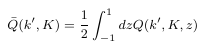 \bar{Q}(k', K) = \frac{1}{2} \int_{-1}^{1} dz Q(k', K, z)